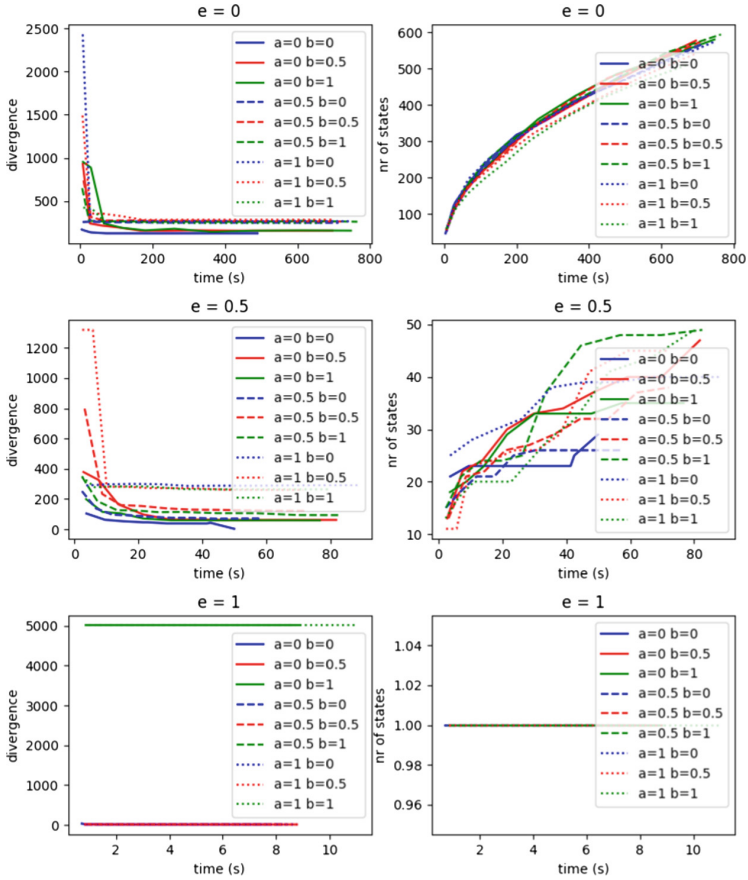 e = 0
divergence
2500
2000
1500
1000
500
a=0 b=0
a=0 b=0.5
a=0 b=1
a=0.5 b=0
a=0.5 b=0.5
a=0.5 b=1
a=1 b=0
a=1 b=0.5
a=1 b=1
0 200 400 600 800
time (s)
e = 0
nr of states
600
500
400
300
200
100
a=0 b=0
a=0 b=0.5
a=0 b=1
a=0.5 b=0
a=0.5 b=0.5
a=0.5 b=1
a=1 b=0
a=1 b=0.5
a=1 b=1
0 200 400 600 800
time (s)
e = 0.5
divergence
1200
1000
800
600
400
200
0
a=0 b=0
a=0 b=0.5
a=0 b=1
a=0.5 b=0
a=0.5 b=0.5
a=0.5 b=1
a=1 b=0
a=1 b=0.5
a=1 b=1
0 20 40 60 80
time (s)
e = 0.5
nr of states
50
40
30
20
10
a=0 b=0
a=0 b=0.5
a=0 b=1
a=0.5 b=0
a=0.5 b=0.5
a=0.5 b=1
a=1 b=0
a=1 b=0.5
a=1 b=1
0 20 40 60 80
time (s)
e = 1
divergence
5000
4000
3000
2000
1000
0
a=0 b=0
a=0 b=0.5
a=0 b=1
a=0.5 b=0
a=0.5 b=0.5
a=0.5 b=1
a=1 b=0
a=1 b=0.5
a=1 b=1
2 4 6 8 10
time (s)
e = 1
nr of states
1.04
1.02
1.00
0.98
0.96
a=0 b=0
a=0 b=0.5
a=0 b=1
a=0.5 b=0
a=0.5 b=0.5
a=0.5 b=1
a=1 b=0
a=1 b=0.5
a=1 b=1
2 4 6 8 10
time (s)